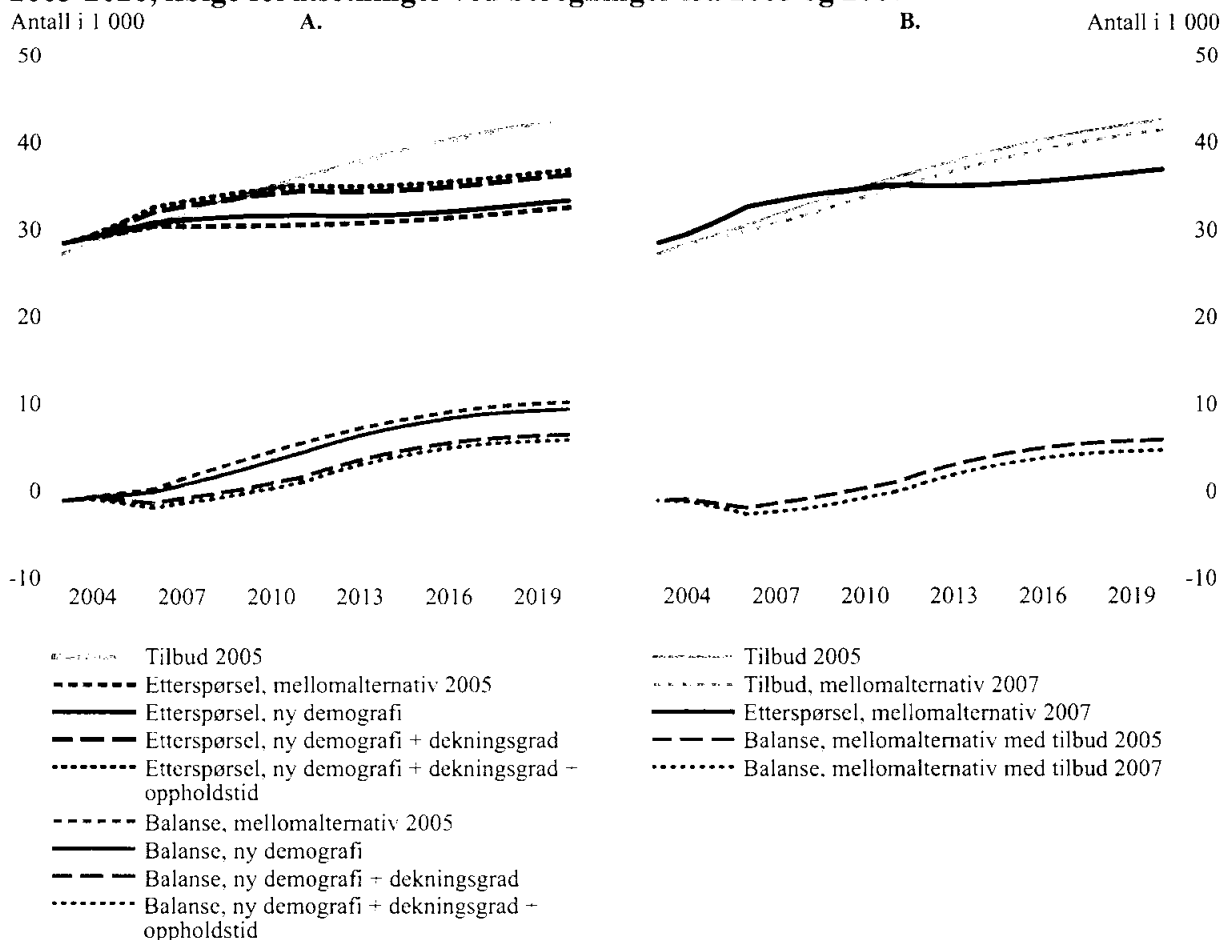 Antall i 1 000
A.
50
40
30
20
10
0
-10
2004 2007 2010 2013 2016 2019
Tilbud 2005
Etterspørsel, mellomalternativ 2005
Etterspørsel, ny demografi
Etterspørsel, ny demografi + dekningsgrad
Etterspørsel, ny demografi + dekningsgrad +
oppholdstid
Balanse, mellomalternativ 2005
Balanse, ny demografi
Balanse, ny demografi + dekningsgrad
Balanse, ny demografi + dekningsgrad +
oppholdstid
B.
Antall i 1 000
50
40
30
20
10
0
-10
2004 2007 2010 2013 2016 2019
Tilbud 2005
Tilbud, mellomalternativ 2007
Etterspørsel, mellomalternativ 2007
Balanse, mellomalternativ med tilbud 2005
Balanse, mellomalternativ med tilbud 2007